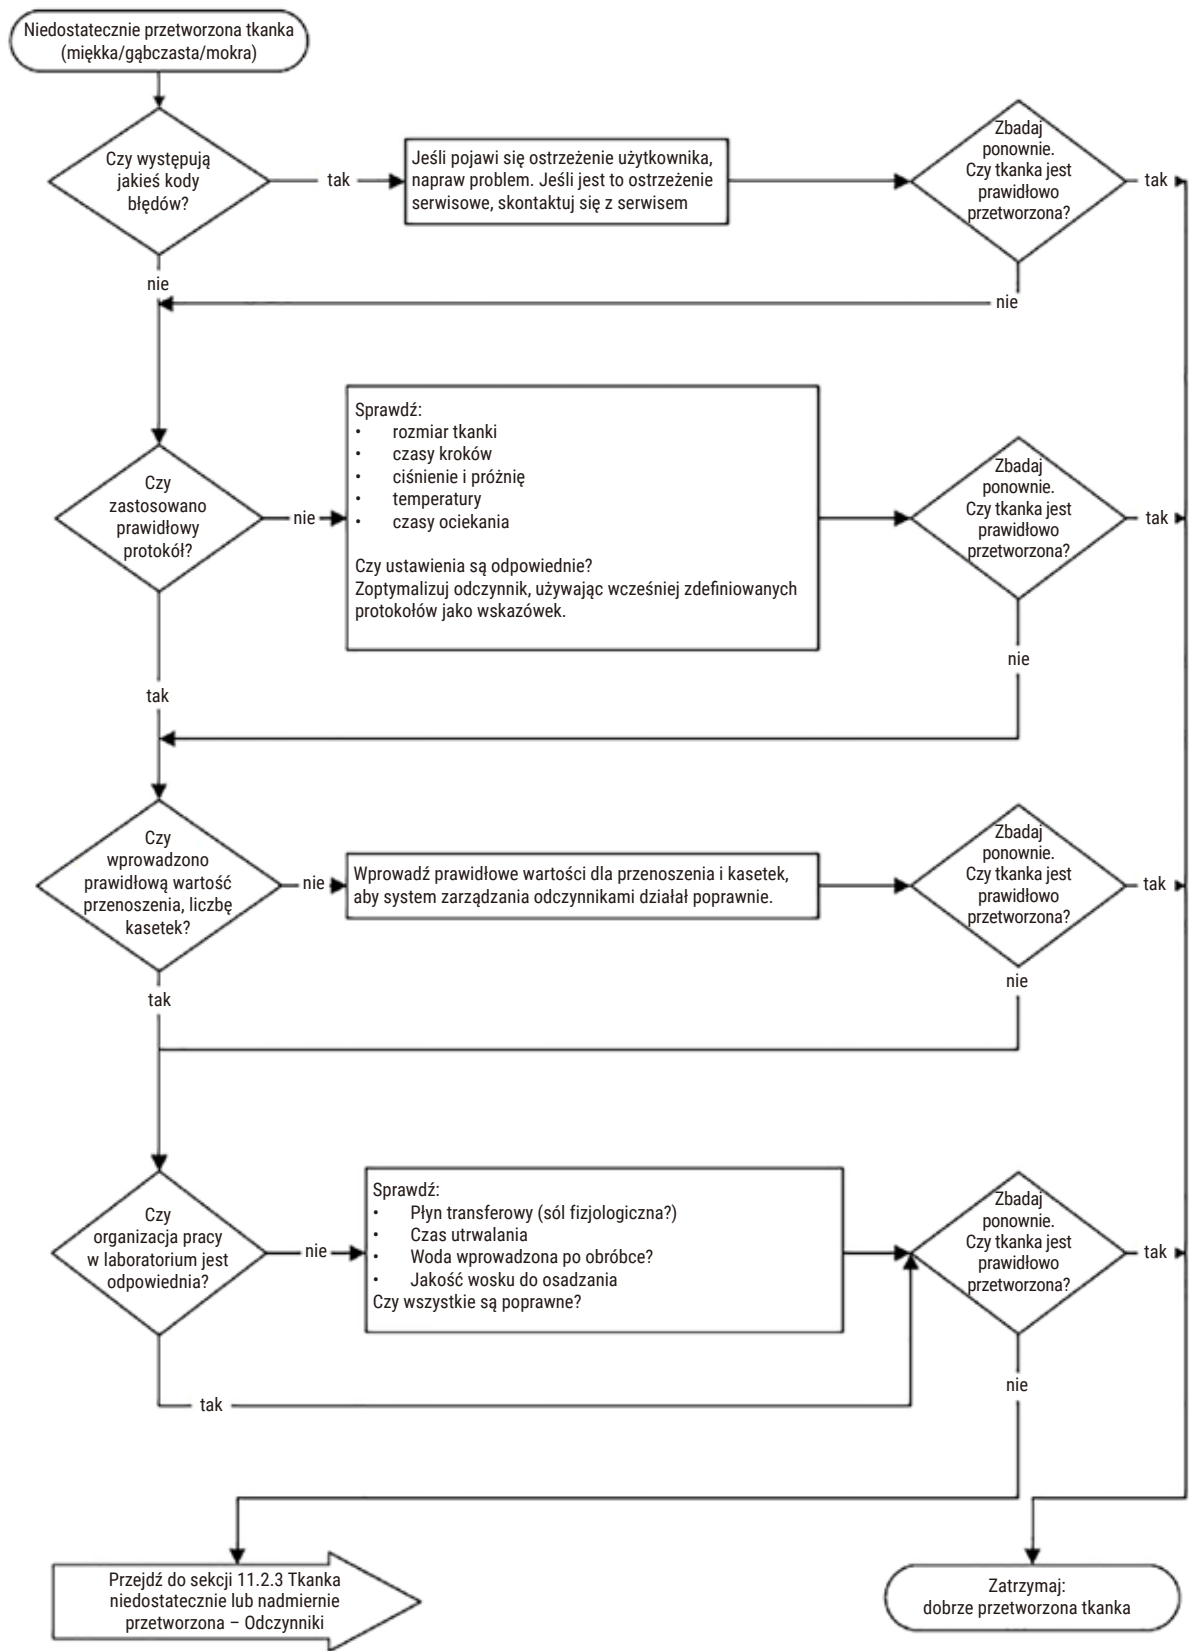 Niedostatecznie przetworzona tkanka
(miękka/gąbczasta/mokra)
Czy występują
jakieś kody
błędów?
tak
Jeśli pojawi się ostrzeżenie użytkownika,
napraw problem. Jeśli jest to ostrzeżenie
serwisowe, skontaktuj się z serwisem
Zbadaj
ponownie.
Czy tkanka jest
prawidłowo
przetworzona?
tak
nie
nie
Czy
zastosowano
prawidłowy
protokół?
nie
Sprawdź:
• rozmiar tkanki
• czasy kroków
• ciśnienie i próżnię
• temperatury
• czasy ociekania
Czy ustawienia są odpowiednie?
Zoptymalizuj odczynnik, używając wcześniej zdefiniowanych
protokołów jako wskazówek.
Zbadaj
ponownie.
Czy tkanka jest
prawidłowo
przetworzona?
tak
nie
tak
Czy
wprowadzono
prawidłową wartość
przenoszenia, liczbę
kasetek?
nie
Wprowadź prawidłowe wartości dla przenoszenia i kasetek,
aby system zarządzania odczynnikami działał poprawnie.
Zbadaj
ponownie.
Czy tkanka jest
prawidłowo
przetworzona?
tak
nie
tak
Czy
organizacja pracy
w laboratorium jest
odpowiednia?
nie
Sprawdź:
• Płyn transferowy (sól fizjologiczna?)
• Czas utrwalania
• Woda wprowadzona po obróbce?
• Jakość wosku do osadzania
Czy wszystkie są poprawne?
Zbadaj
ponownie.
Czy tkanka jest
prawidłowo
przetworzona?
tak
nie
tak
Przejdź do sekcji 11.2.3 Tkanka
niedostatecznie lub nadmiernie
przetworzona – Odczynniki
Zatrzymaj:
dobrze przetworzona tkanka